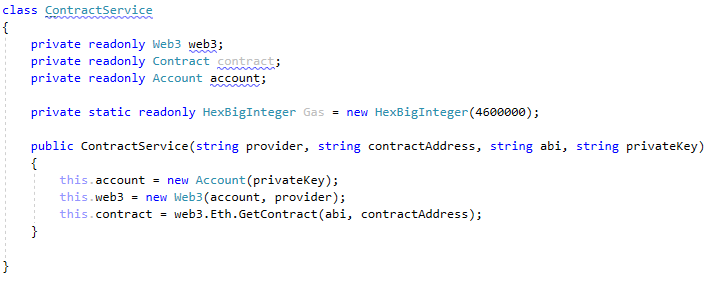 class ContractService
{
    private readonly Web3 web3;
    private readonly Contract contract;
    private readonly Account account;

    private static readonly HexBigInteger Gas = new HexBigInteger(4600000);

    public ContractService(string provider, string contractAddress, string abi, string privateKey)
    {
        this.account = new Account(privateKey);
        this.web3 = new Web3(account, provider);
        this.contract = web3.Eth.GetContract(abi, contractAddress);
    }

}